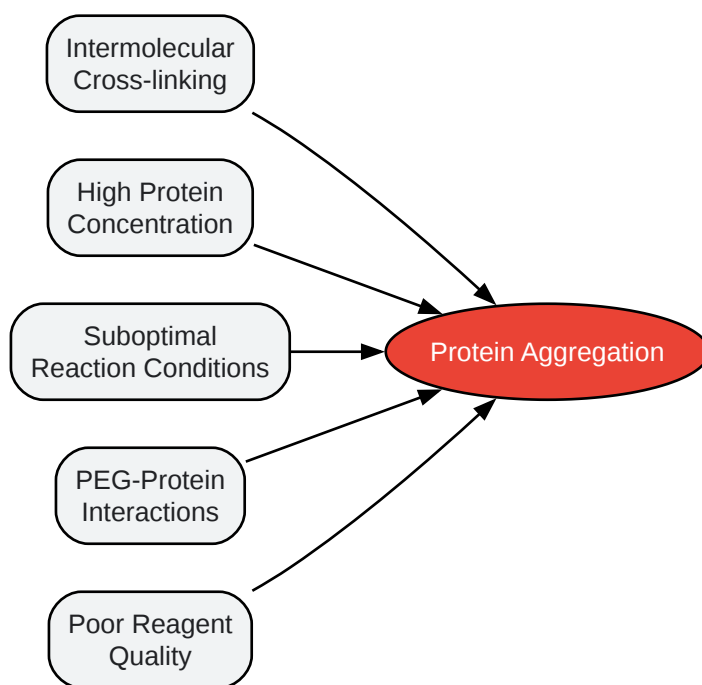 Intermolecular
Cross-linking
High Protein
Concentration
Suboptimal
Reaction Conditions
Protein Aggregation
PEG-Protein
Interactions
Poor Reagent
Quality